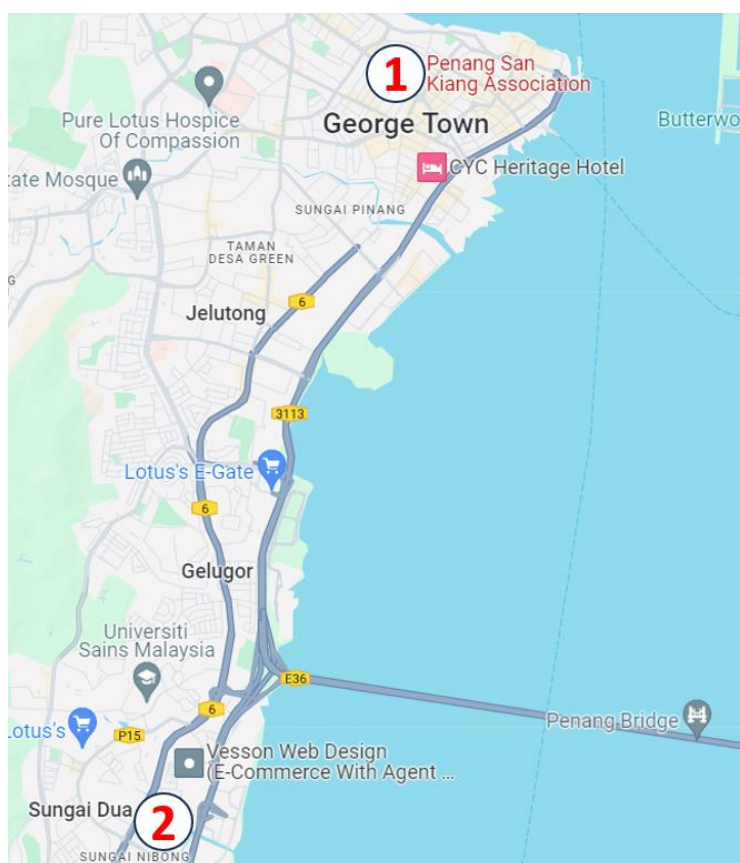 1
Penang San
Kiang Association
Pure Lotus Hospice
Of Compassion
George Town
Butterwo
CYC Heritage Hotel
tate Mosque
SUNGAI PINANG
TAMAN
DESA GREEN
G
6
Jelutong
3113
Lotus's E-Gate
6
Gelugor
Universiti
Sains Malaysia
E36
6
Lotus's
P15
Penang Bridge
Vesson Web Design
(E-Commerce With Agent ...
Sungai Dua
2
SUNGAI NIBONG